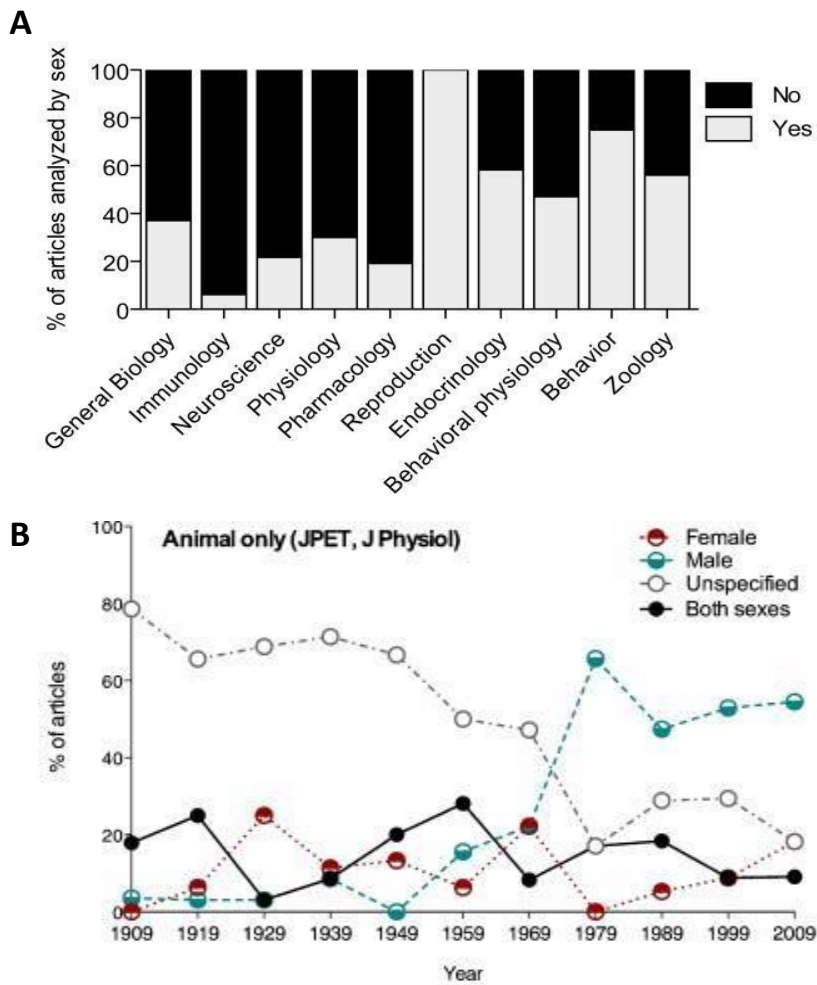 A
% of articles analyzed by sex
100
80
60
40
20
0
No
Yes
General Biology
Immunology
Neuroscience
Physiology
Pharmacology
Reproduction
Endocrinology
Behavioral physiology
Behavior
Zoology
B
Animal only (JPET, J Physiol)
Female
Male
Unspecified
Both sexes
% of articles
100
80
60
40
20
0
1909 1919 1929 1939 1949 1959 1969 1979 1989 1999 2009
Year